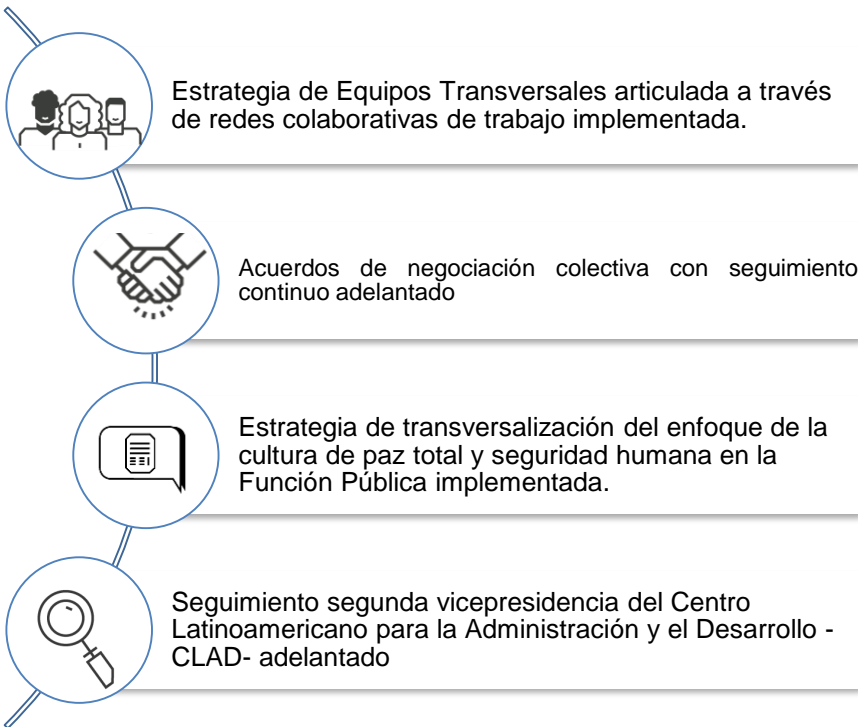 Estrategia de Equipos Transversales articulada a través
de redes colaborativas de trabajo implementada.
Acuerdos de negociación colectiva con seguimiento
continuo adelantado
Estrategia de transversalización del enfoque de la
cultura de paz total y seguridad humana en la
Función Pública implementada.
Seguimiento segunda vicepresidencia del Centro
Latinoamericano para la Administración y el Desarrollo -
CLAD- adelantado